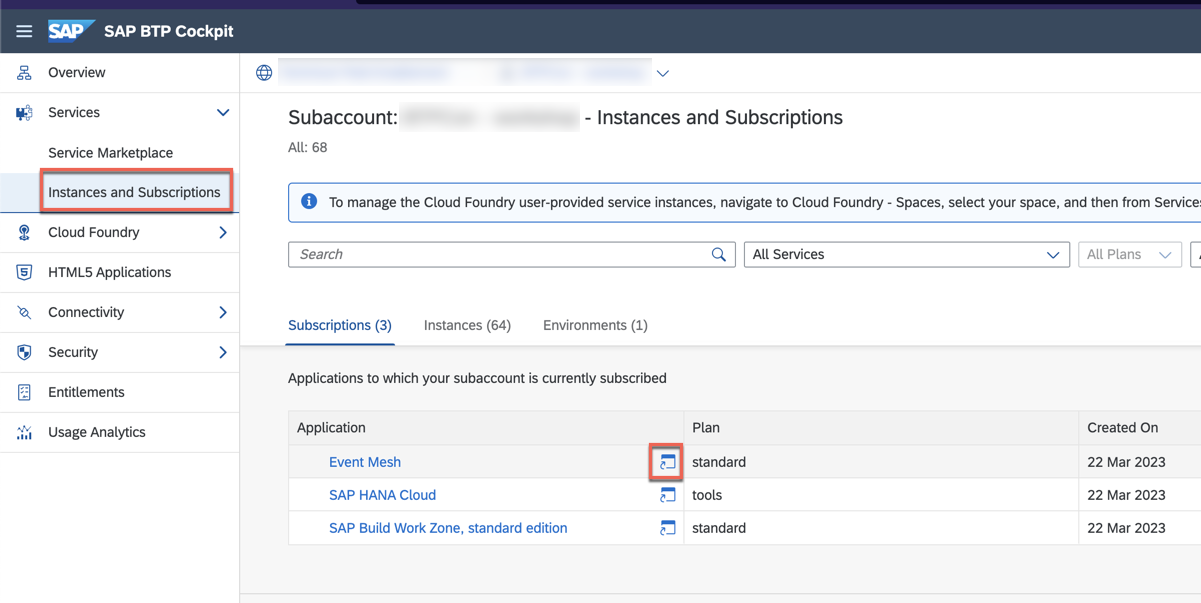 SAP SAP BTP Cockpit
Overview
Services
Service Marketplace
Instances and Subscriptions
Cloud Foundry
HTML5 Applications
Connectivity
Security
Entitlements
Usage Analytics
Subaccount: - Instances and Subscriptions
All: 68
To manage the Cloud Foundry user-provided service instances, navigate to Cloud Foundry - Spaces, select your space, and then from Services
Search All Services All Plans
Subscriptions (3) Instances (64) Environments (1)
Applications to which your subaccount is currently subscribed
Application Plan Created On
Event Mesh standard 22 Mar 2023
SAP HANA Cloud tools 22 Mar 2023
SAP Build Work Zone, standard edition standard 22 Mar 2023